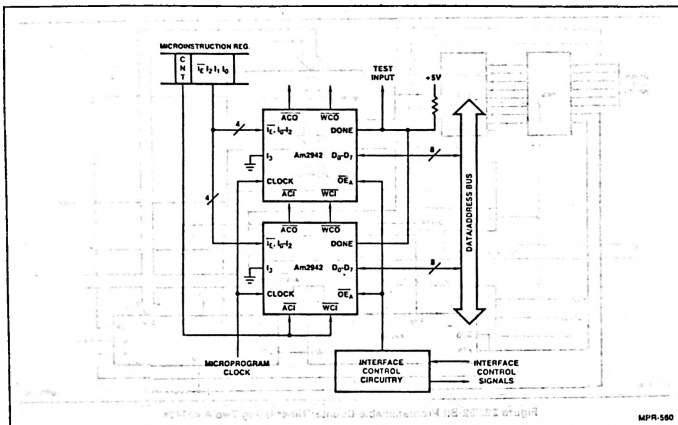 MICROINSTRUCTION REG.
C
N
T
I̅E̅ I2 I1 I0
TEST
INPUT
+5V
4
A̅C̅O̅
W̅C̅O̅
I̅E̅, I0-I2
DONE
I3
Am2942
D0-D7
8
CLOCK
O̅E̅A
A̅C̅I̅
W̅C̅I̅
4
A̅C̅O̅
W̅C̅O̅
I̅E̅, I0-I2
DONE
I3
Am2942
D0-D7
8
CLOCK
O̅E̅A
A̅C̅I̅
W̅C̅I̅
DATA/ADDRESS BUS
MICROPROGRAM
CLOCK
INTERFACE
CONTROL
CIRCUITRY
INTERFACE
CONTROL
SIGNALS
MPR-560